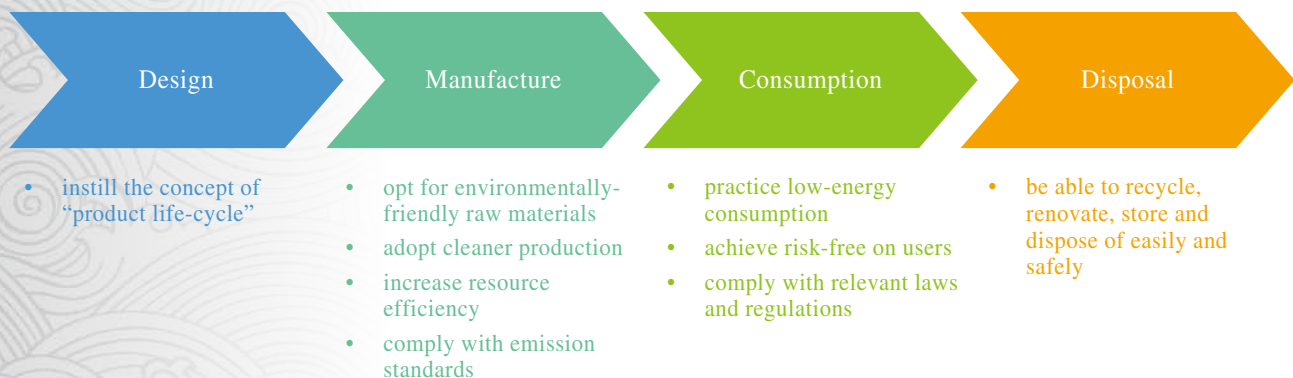 Design
Manufacture
Consumption
Disposal
• instill the concept of
“product life-cycle”
• opt for environmentally-
friendly raw materials
• adopt cleaner production
• increase resource
efficiency
• comply with emission
standards
• practice low-energy
consumption
• achieve risk-free on users
• comply with relevant laws
and regulations
• be able to recycle,
renovate, store and
dispose of easily and
safely